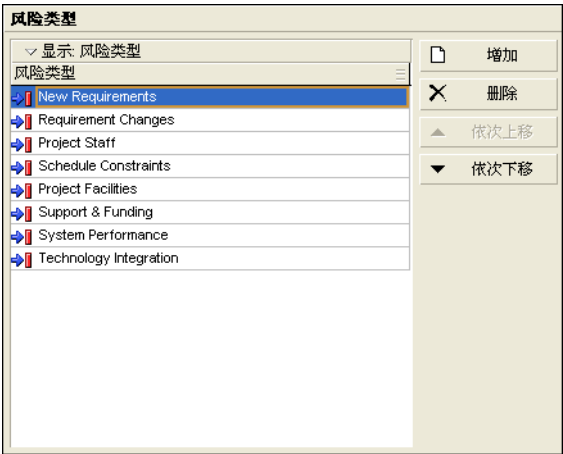 风险类型
显示: 风险类型
风险类型
New Requirements
Requirement Changes
Project Staff
Schedule Constraints
Project Facilities
Support & Funding
System Performance
Technology Integration
增加
删除
依次上移
依次下移